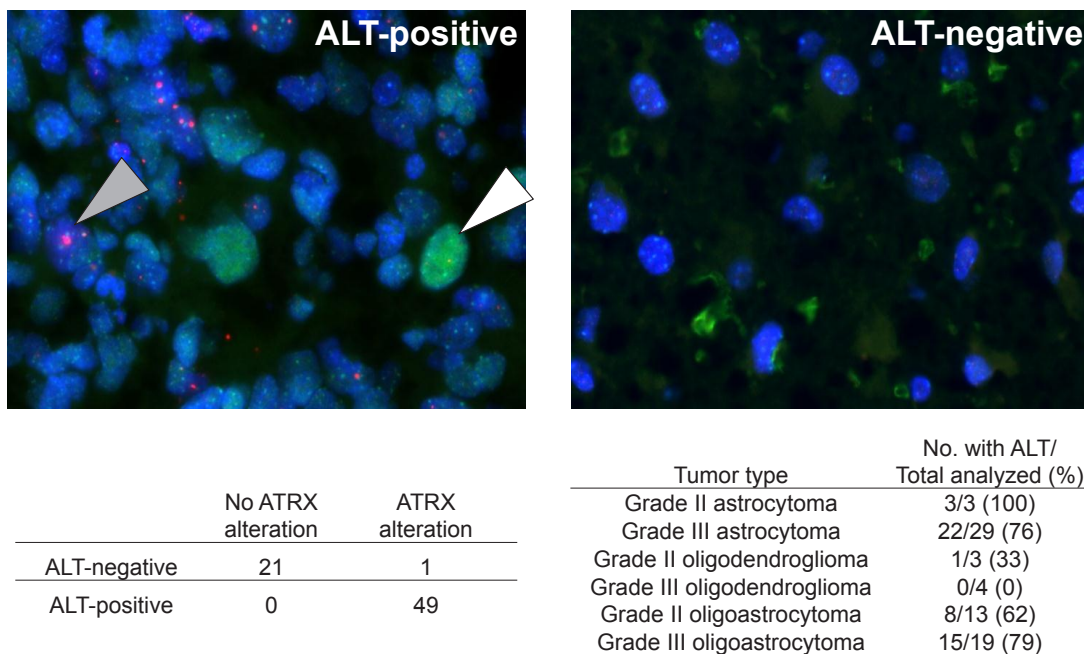 ALT-positive
ALT-negative
No ATRX alteration
ATRX alteration
ALT-negative 21 1
ALT-positive 0 49
Tumor type
No. with ALT/
Total analyzed (%)
Grade II astrocytoma 3/3 (100)
Grade III astrocytoma 22/29 (76)
Grade II oligodendroglioma 1/3 (33)
Grade III oligodendroglioma 0/4 (0)
Grade II oligoastrocytoma 8/13 (62)
Grade III oligoastrocytoma 15/19 (79)